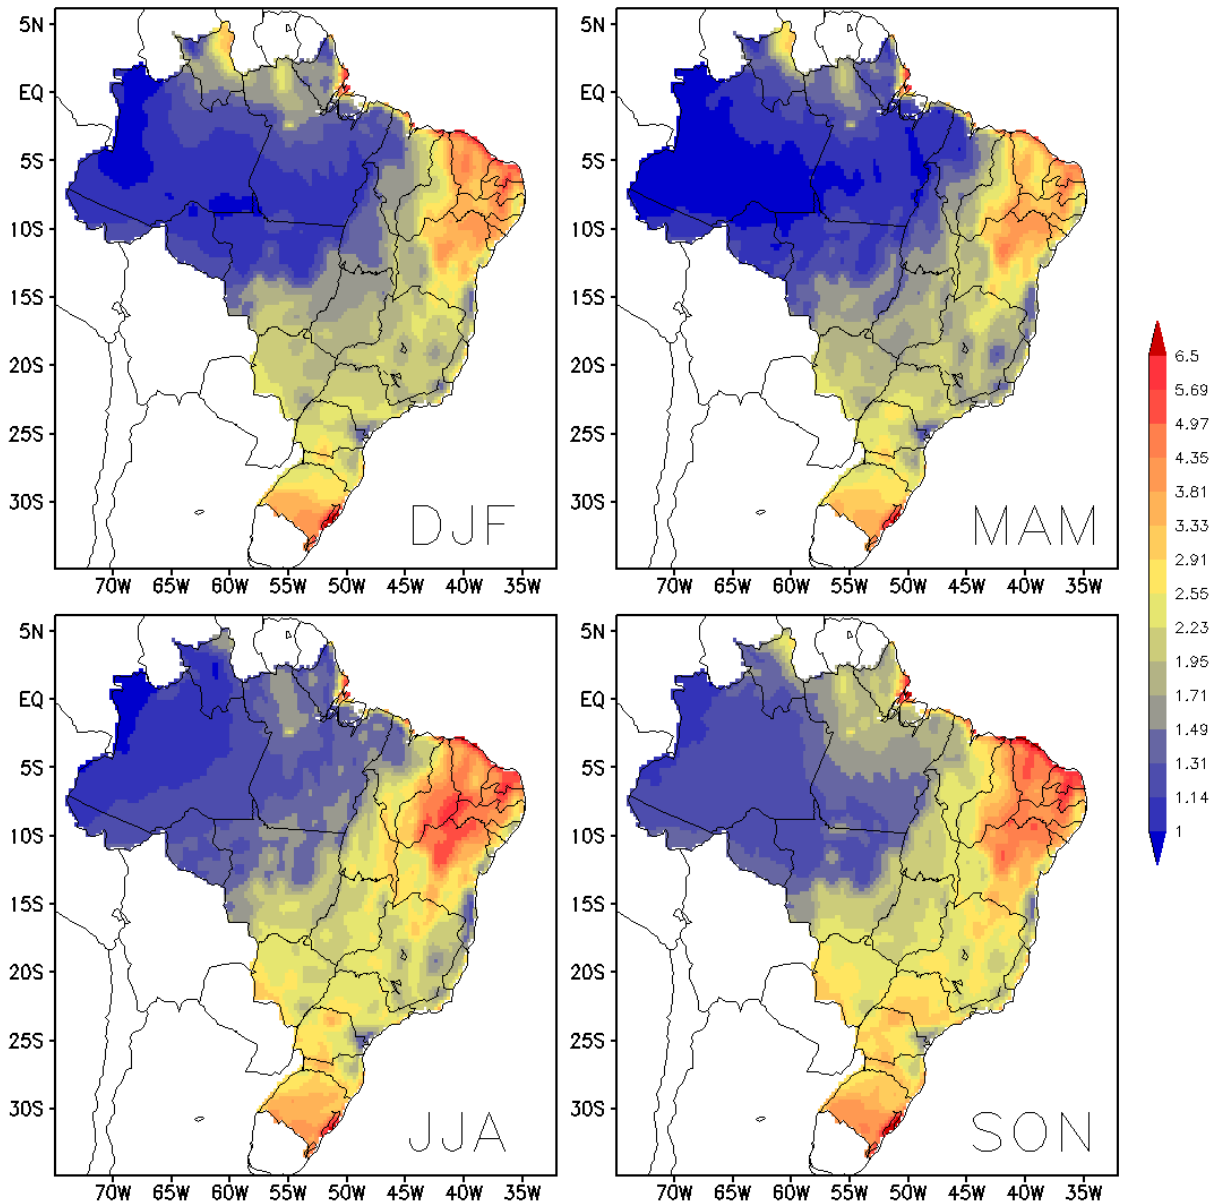 5N
EQ
5S
10S
15S
20S
25S
30S
DJF
70W 65W 60W 55W 50W 45W 40W 35W
5N
EQ
5S
10S
15S
20S
25S
30S
MAM
70W 65W 60W 55W 50W 45W 40W 35W
6.5
5.69
4.97
4.35
3.81
3.33
2.91
2.55
2.23
1.95
1.71
1.49
1.31
1.14
1
5N
EQ
5S
10S
15S
20S
25S
30S
JJA
70W 65W 60W 55W 50W 45W 40W 35W
5N
EQ
5S
10S
15S
20S
25S
30S
SON
70W 65W 60W 55W 50W 45W 40W 35W